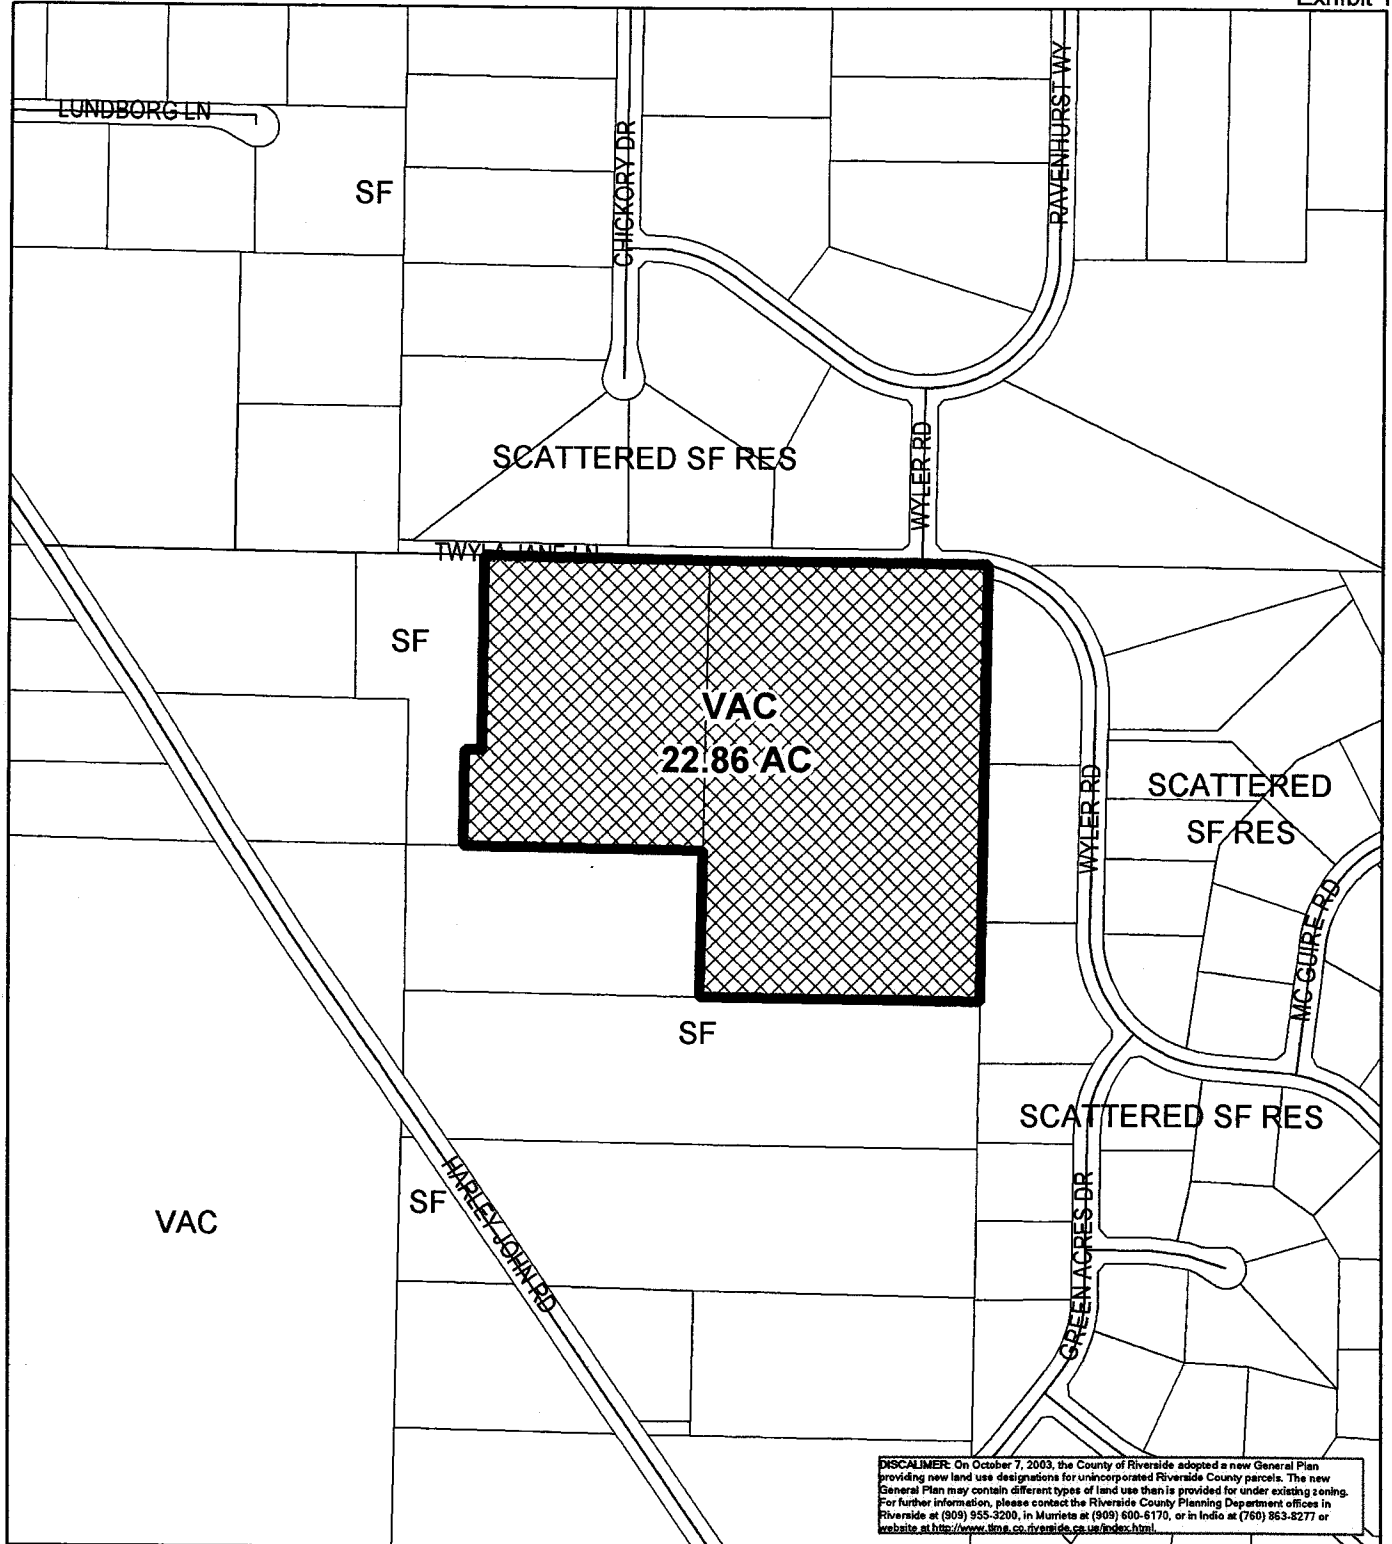 Exhibit
LUNDBORG LN
SF
CHICKORY DR
RAVENHURST WY
SCATTERED SF RES
WYLER RD
TWYLA JANE LN
SF
VAC
22.86 AC
WYLER RD
SCATTERED
SF RES
MC GUIRE RD
SF
SCATTERED SF RES
HARLEY JOHN RD
SF
VAC
GREEN ACRES DR
DISCALIMER: On October 7, 2003, the County of Riverside adopted a new General Plan
providing new land use designations for unincorporated Riverside County parcels. The new
General Plan may contain different types of land use than is provided for under existing zoning.
For further information, please contact the Riverside County Planning Department offices in
Riverside at (909) 955-3200, in Murrieta at (909) 600-6170, or in Indio at (760) 863-8277 or
website at http://www.tlma.co.riverside.ca.us/index.html.